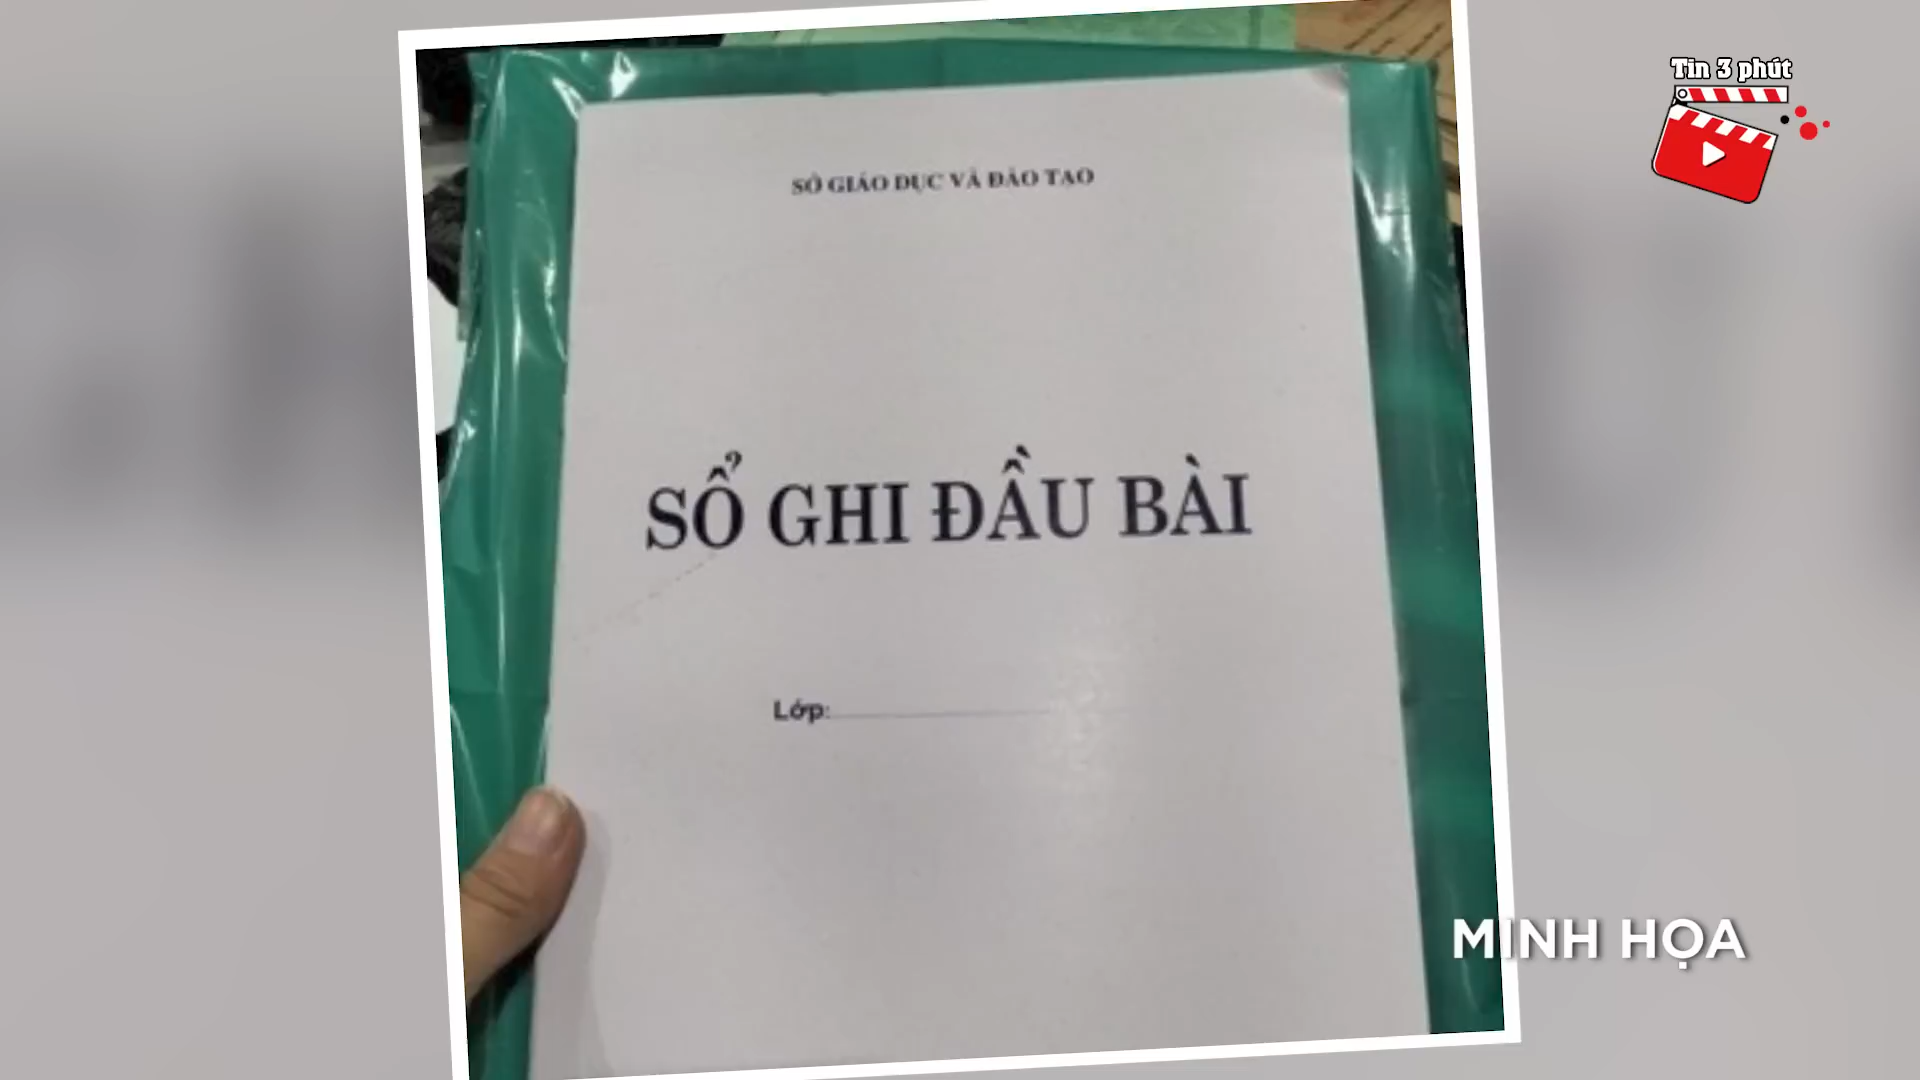 Tin 3 phút
SỞ GIÁO DỤC VÀ ĐÀO TẠO
SỔ GHI ĐẦU BÀI
Lớp:
MINH HỌA